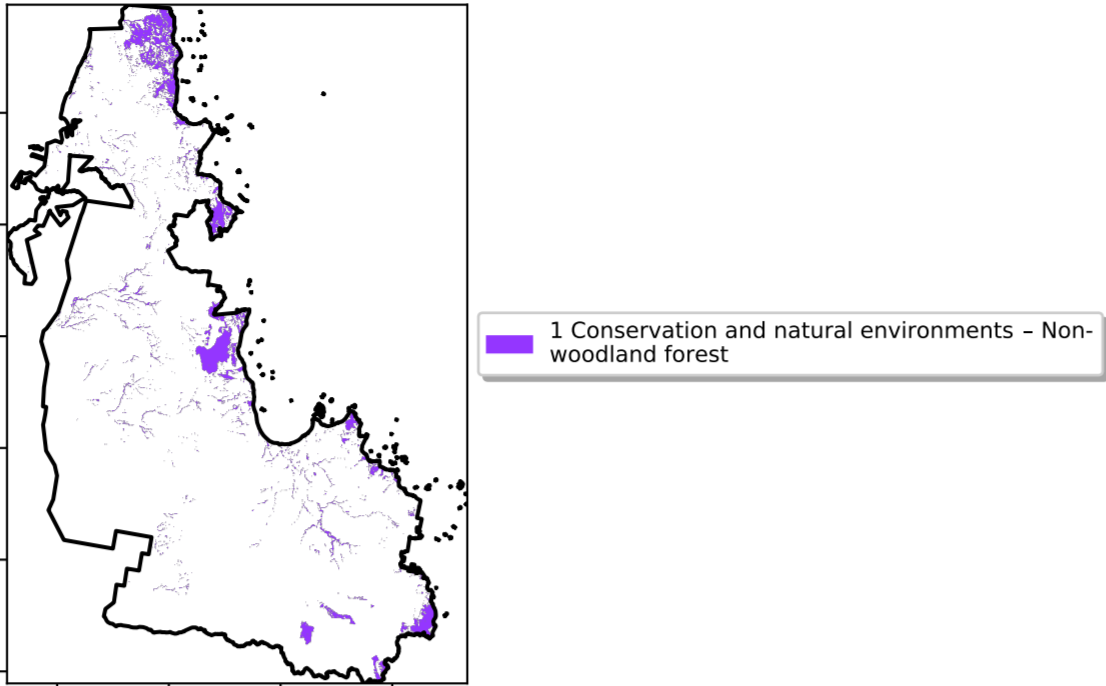 1 Conservation and natural environments – Non-
woodland forest